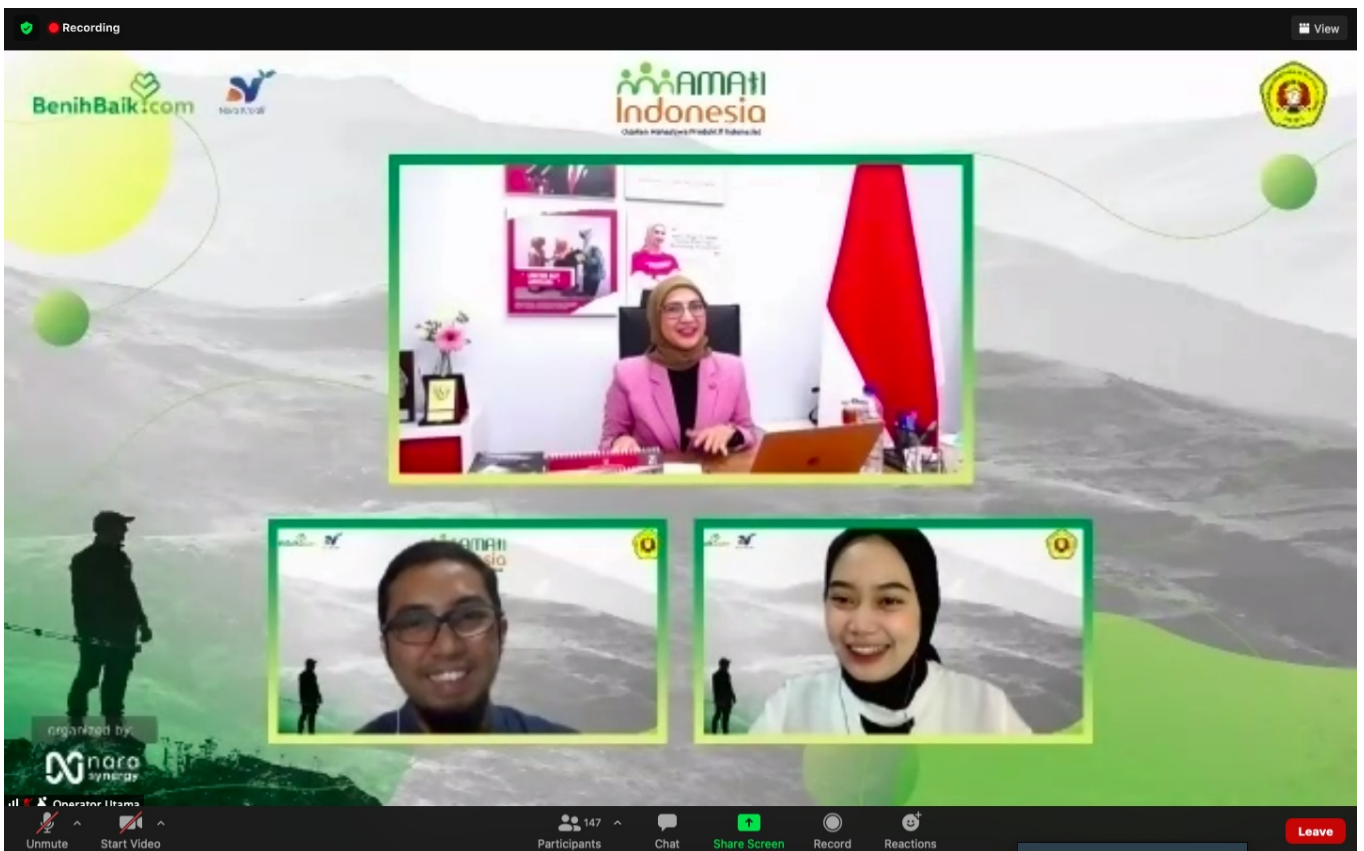 Recording
View
BenihBaik.com
AMATI
Indonesia
organized by:
nara
synergy
Operator Utama
Unmute
Start Video
147
Participants
Chat
Share Screen
Record
Reactions
Leave